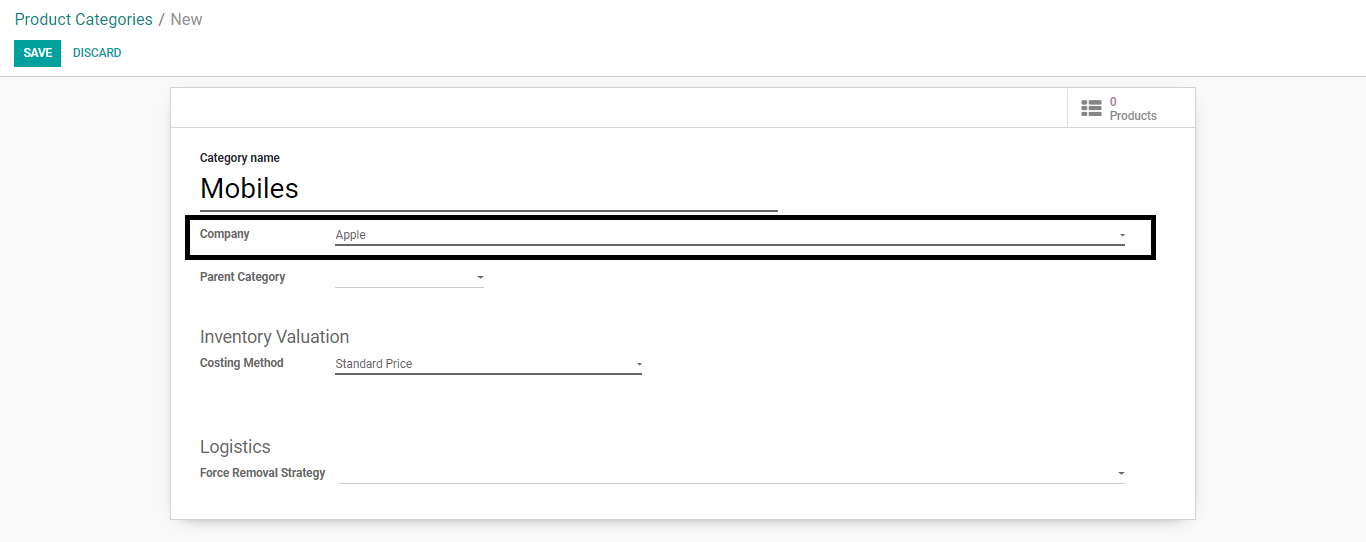 Product Categories / New
SAVE DISCARD
0
Products
Category name
Mobiles
Company Apple
Parent Category
Inventory Valuation
Costing Method Standard Price
Logistics
Force Removal Strategy